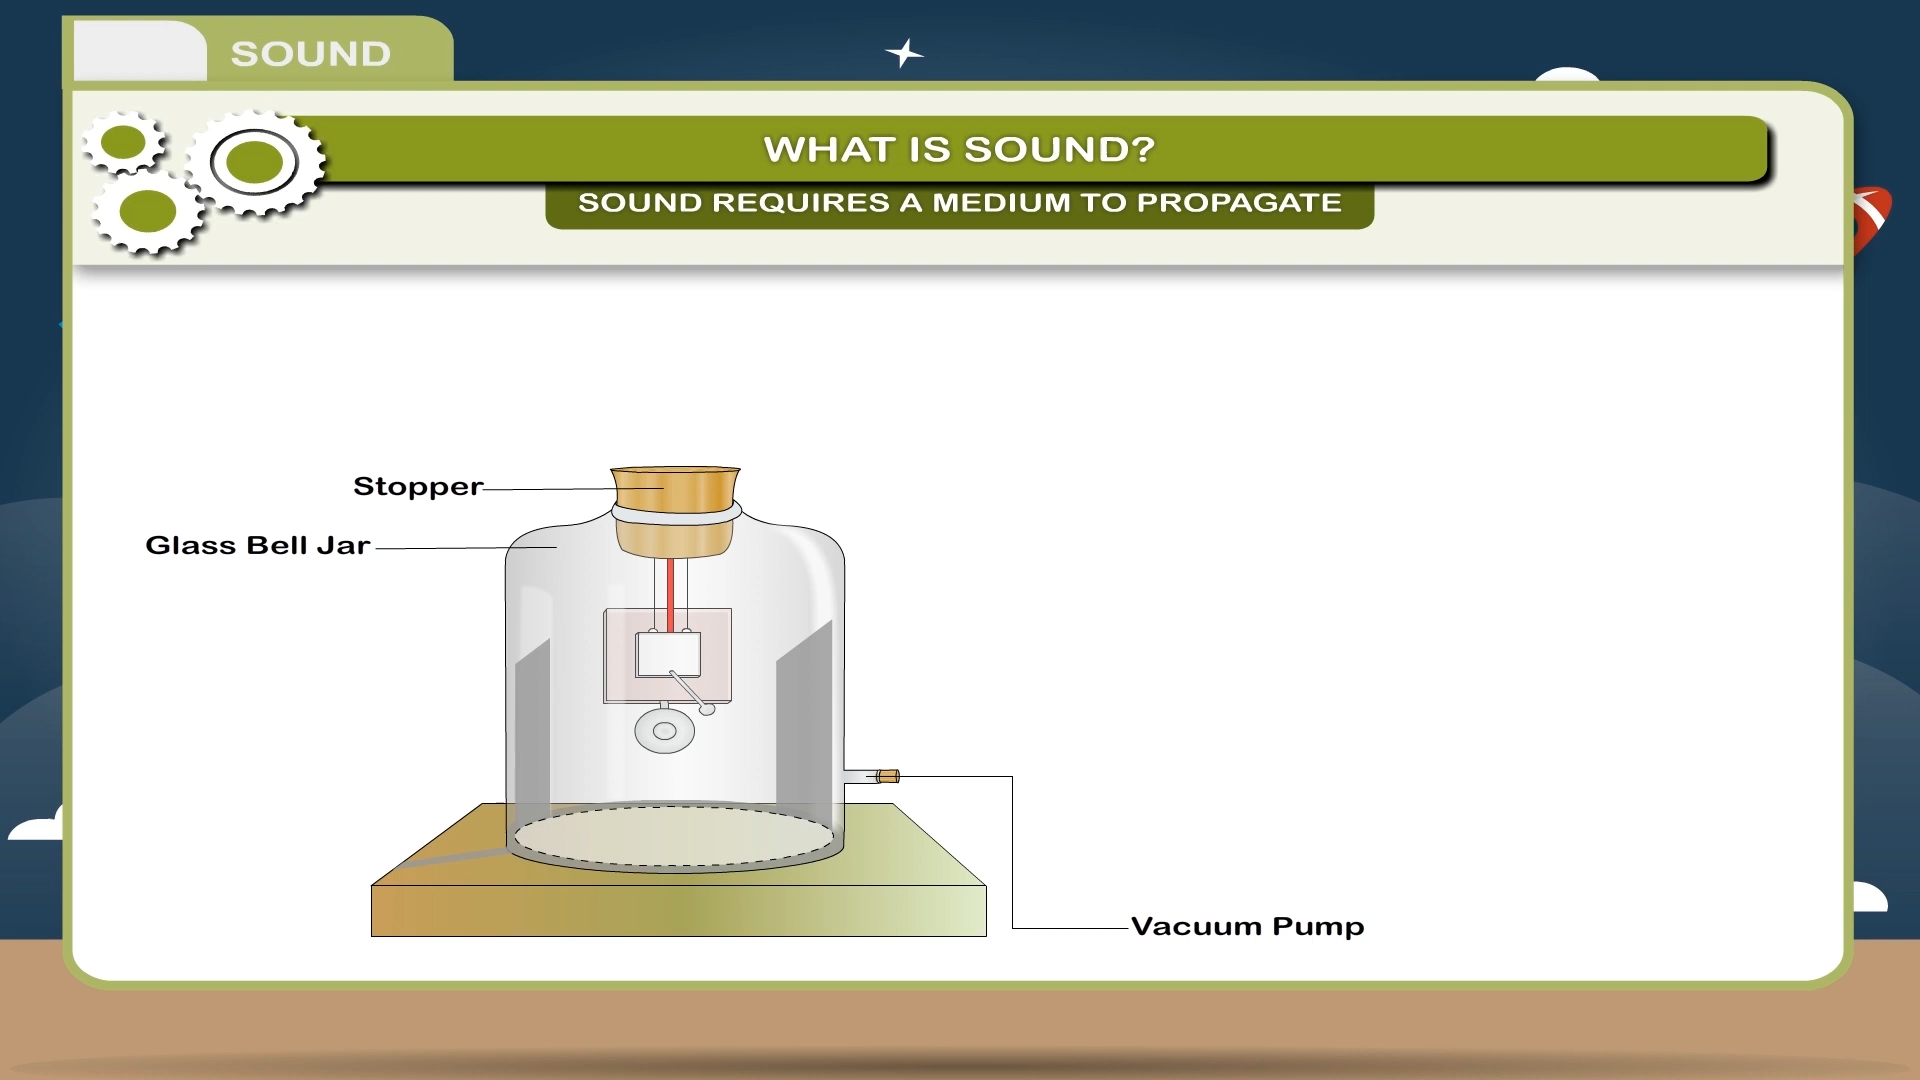 SOUND
WHAT IS SOUND?
SOUND REQUIRES A MEDIUM TO PROPAGATE
Stopper
Glass Bell Jar
Vacuum Pump